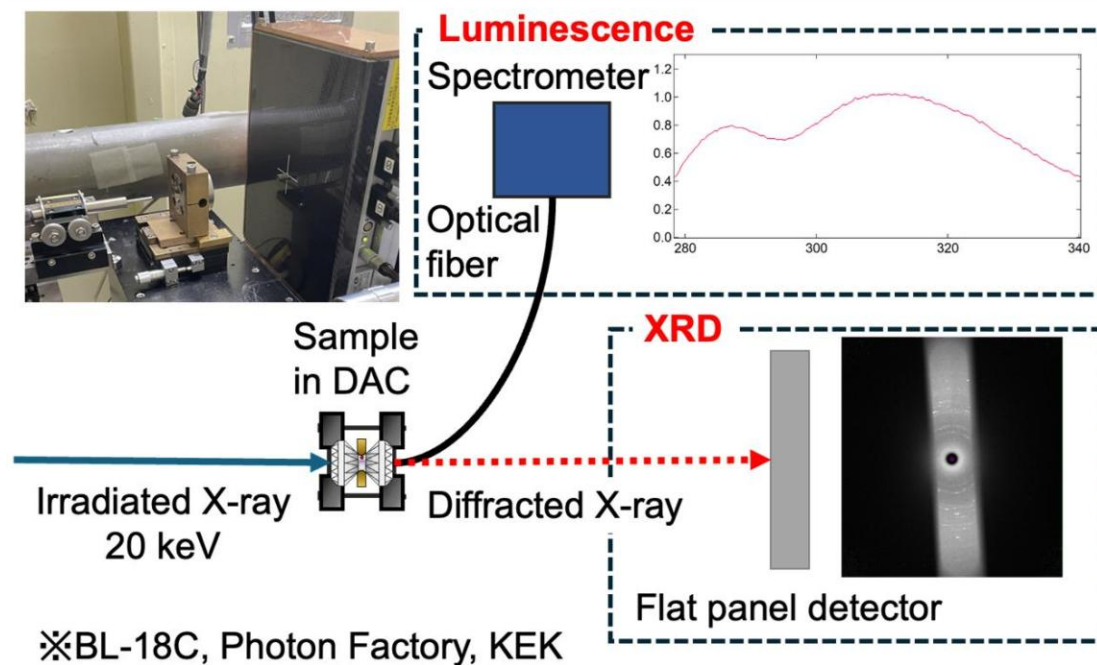 Luminescence
Spectrometer
1.2
1.0
0.8
0.6
0.4
0.2
0.0
280
300
320
340
Optical
fiber
Sample
in DAC
XRD
Irradiated X-ray
20 keV
Diffracted X-ray
Flat panel detector
※BL-18C, Photon Factory, KEK